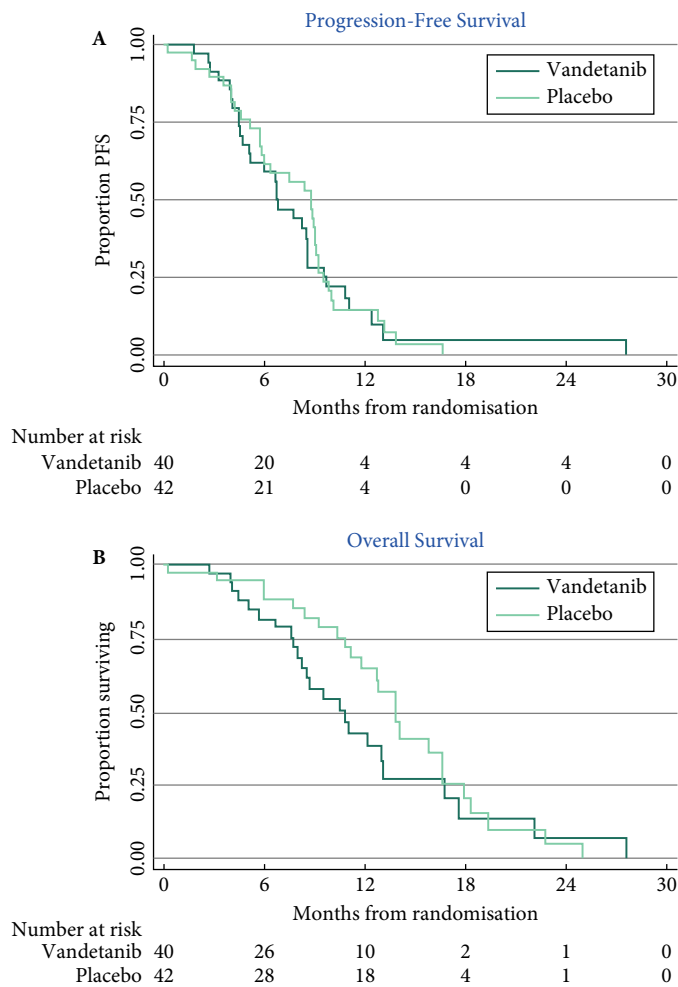 Progression-Free Survival
A
Vandetanib
Placebo
Proportion PFS
1.00
0.75
0.50
0.25
0.00
0 6 12 18 24 30
Months from randomisation
Number at risk
Vandetanib 40 20 4 4 4 0
Placebo 42 21 4 0 0 0
Overall Survival
B
Vandetanib
Placebo
Proportion surviving
1.00
0.75
0.50
0.25
0.00
0 6 12 18 24 30
Months from randomisation
Number at risk
Vandetanib 40 26 10 2 1 0
Placebo 42 28 18 4 1 0